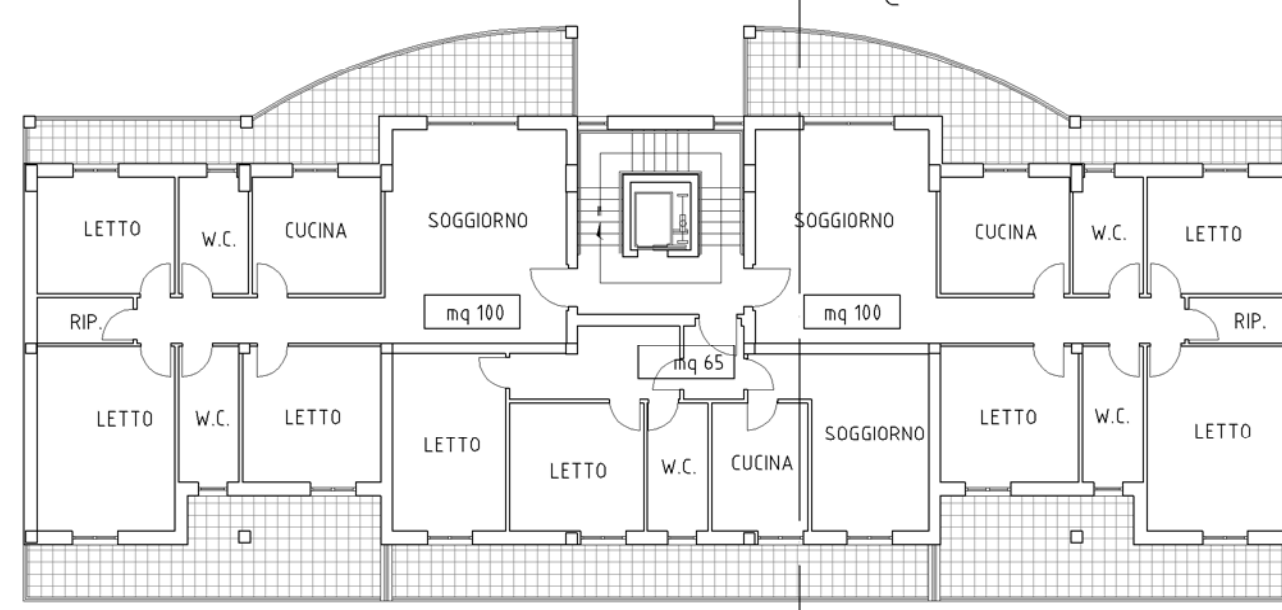 SOGGIORNO
SOGGIORNO
LETTO
W.C.
CUCINA
CUCINA
W.C.
LETTO
mq 100
mq 100
RIP.
RIP.
mq 65
LETTO
W.C.
LETTO
LETTO
LETTO
W.C.
CUCINA
SOGGIORNO
LETTO
W.C.
LETTO